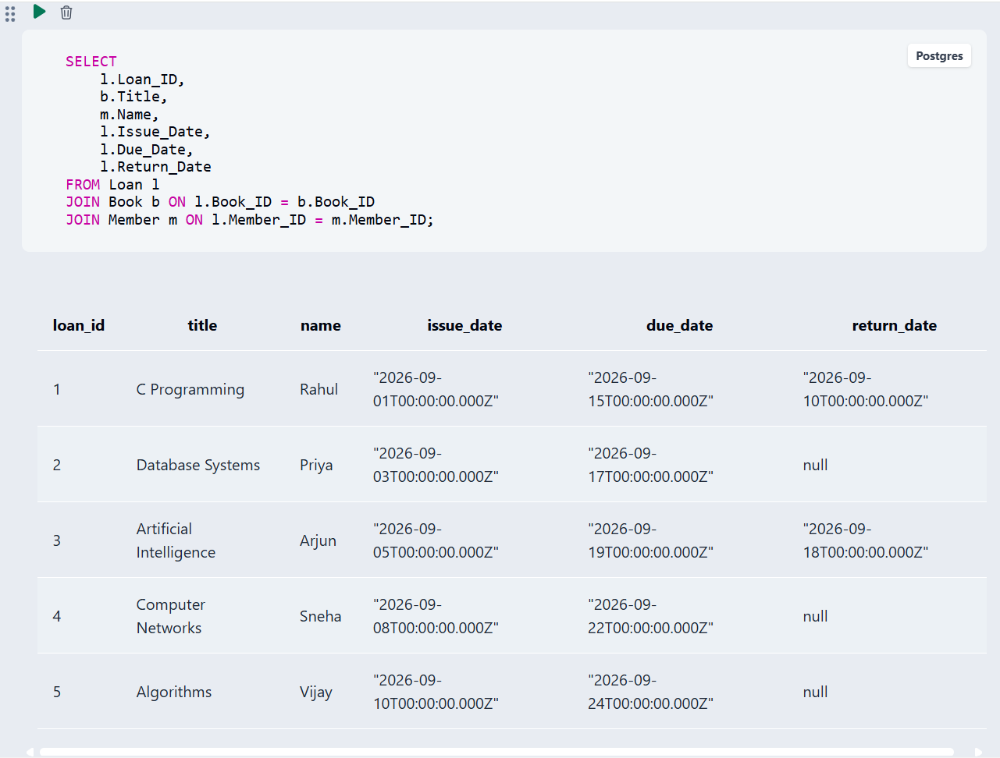 Postgres
SELECT
    l.Loan_ID,
    b.Title,
    m.Name,
    l.Issue_Date,
    l.Due_Date,
    l.Return_Date
FROM Loan l
JOIN Book b ON l.Book_ID = b.Book_ID
JOIN Member m ON l.Member_ID = m.Member_ID;
loan_id title name issue_date due_date return_date
1 C Programming Rahul "2026-09-01T00:00:00.000Z" "2026-09-15T00:00:00.000Z" "2026-09-10T00:00:00.000Z"
2 Database Systems Priya "2026-09-03T00:00:00.000Z" "2026-09-17T00:00:00.000Z" null
3 Artificial Intelligence Arjun "2026-09-05T00:00:00.000Z" "2026-09-19T00:00:00.000Z" "2026-09-18T00:00:00.000Z"
4 Computer Networks Sneha "2026-09-08T00:00:00.000Z" "2026-09-22T00:00:00.000Z" null
5 Algorithms Vijay "2026-09-10T00:00:00.000Z" "2026-09-24T00:00:00.000Z" null